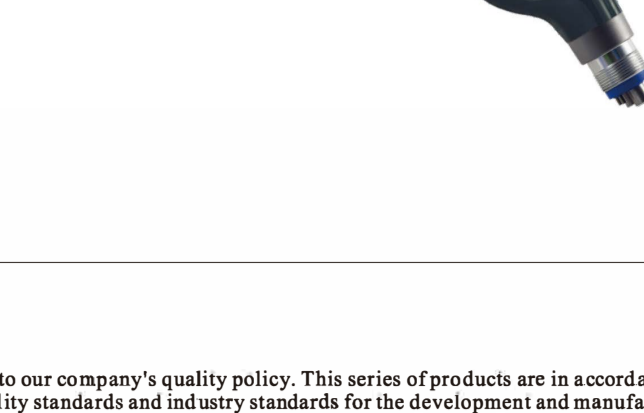 to our company's quality policy. This series of products are in accorda
lity standards and industry standards for the development and manufa